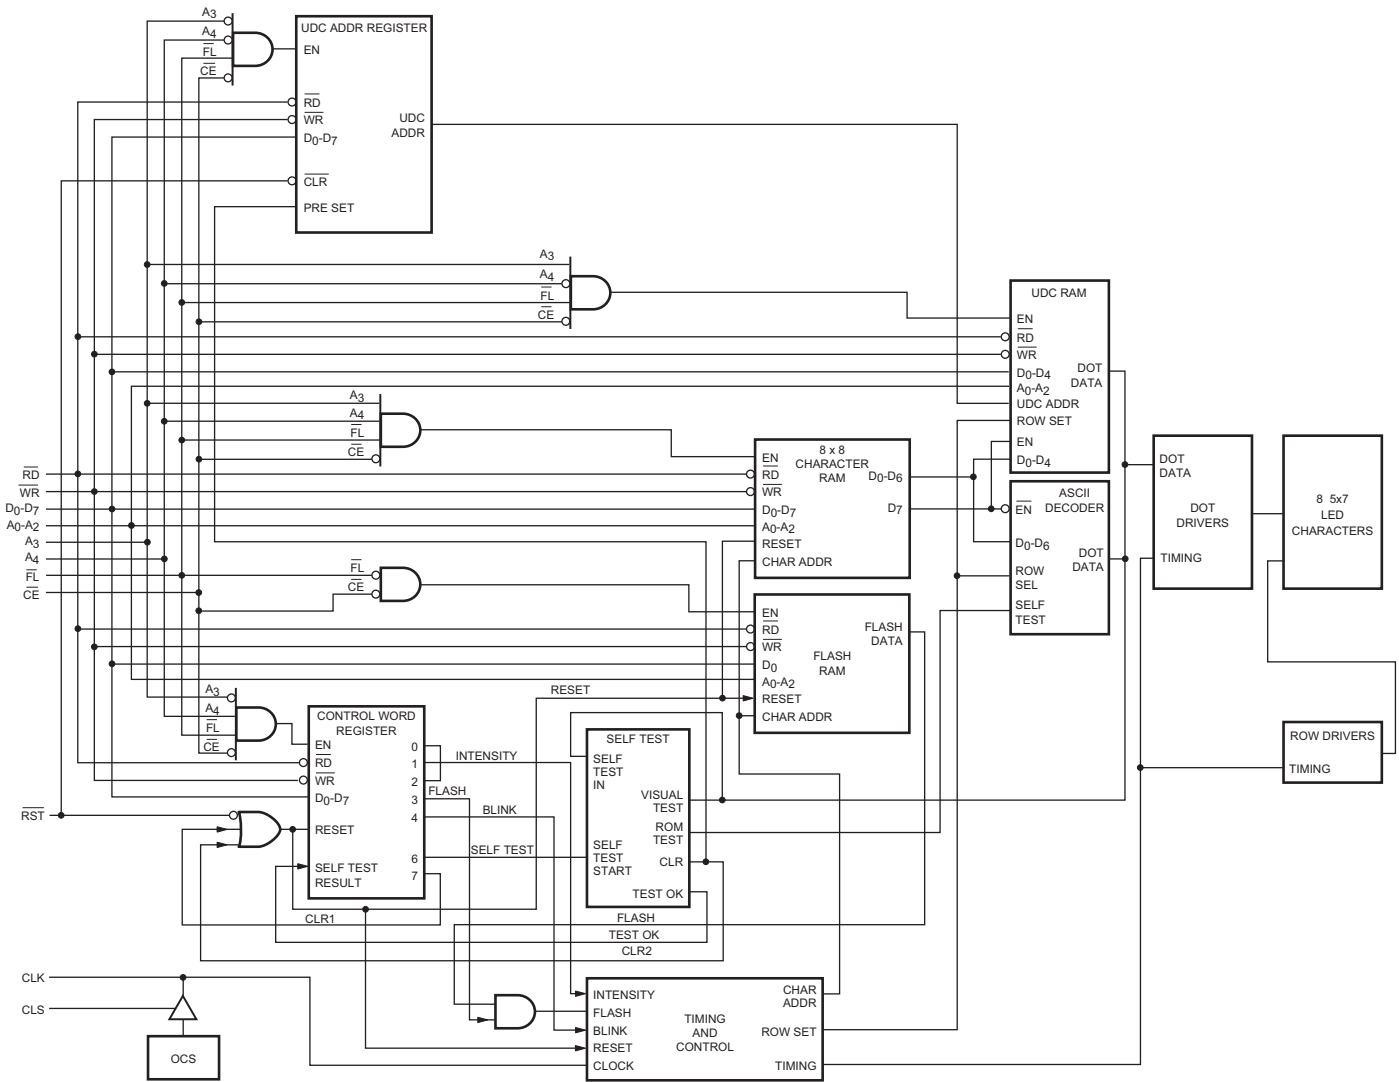 A3
A4
FL
CE
UDC ADDR REGISTER
EN
RD
WR
D0-D7
CLR
PRE SET
UDC
ADDR
A3
A4
FL
CE
UDC RAM
EN
RD
WR
D0-D4
A0-A2
UDC ADDR
ROW SET
EN
D0-D4
DOT
DATA
A3
A4
FL
CE
8 x 8
CHARACTER
RAM
EN
RD
WR
D0-D7
A0-A2
RESET
CHAR ADDR
D0-D6
D7
ASCII
DECODER
EN
D0-D6
ROW
SEL
SELF
TEST
DOT
DATA
DOT
DATA
DOT
DRIVERS
TIMING
8 5x7
LED
CHARACTERS
RD
WR
D0-D7
A0-A2
A3
A4
FL
CE
FL
CE
EN
RD
WR
D0
A0-A2
RESET
CHAR ADDR
FLASH
DATA
FLASH
RAM
RESET
A3
A4
FL
CE
CONTROL WORD
REGISTER
EN
RD
WR
D0-D7
RESET
SELF TEST
RESULT
0
1
2
3
4
6
7
INTENSITY
FLASH
BLINK
SELF TEST
SELF TEST
SELF
TEST
IN
VISUAL
TEST
ROM
TEST
SELF
TEST
START
CLR
TEST OK
ROW DRIVERS
TIMING
RST
CLR1
FLASH
TEST OK
CLR2
CLK
CLS
OCS
INTENSITY
FLASH
BLINK
RESET
CLOCK
TIMING
AND
CONTROL
CHAR
ADDR
ROW SET
TIMING